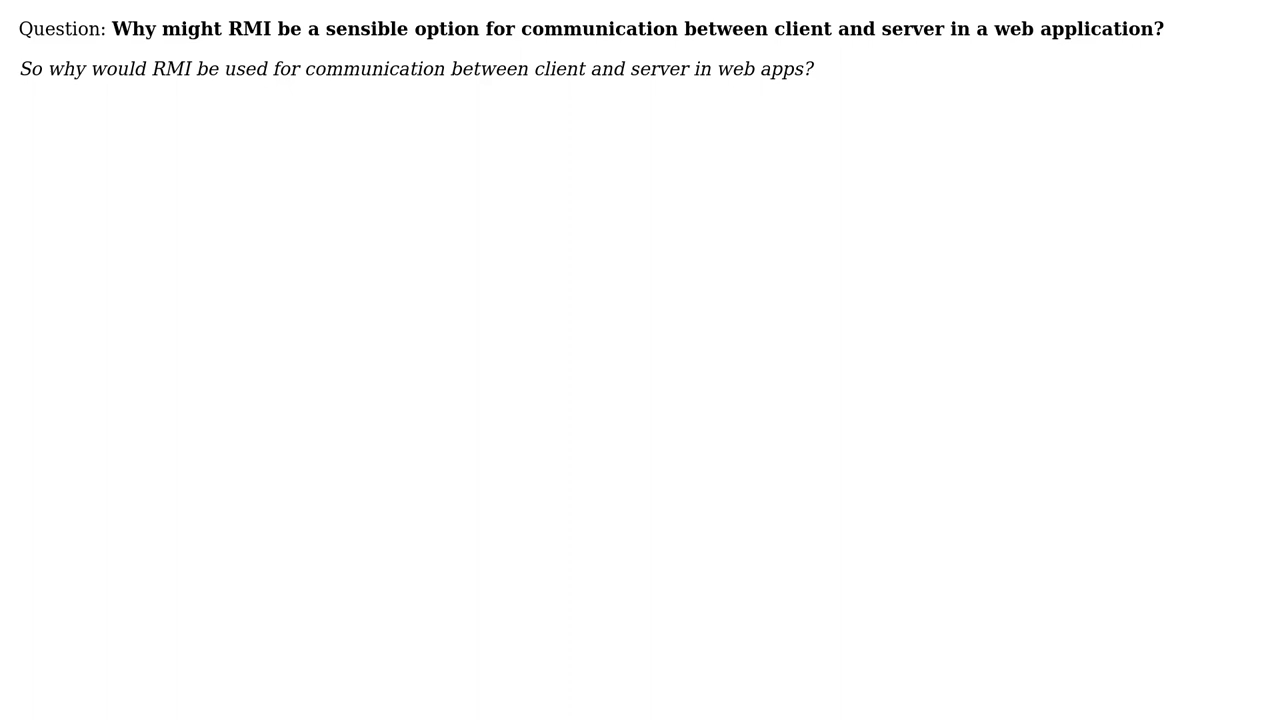 Question: Why might RMI be a sensible option for communication between client and server in a web application?
So why would RMI be used for communication between client and server in web apps?